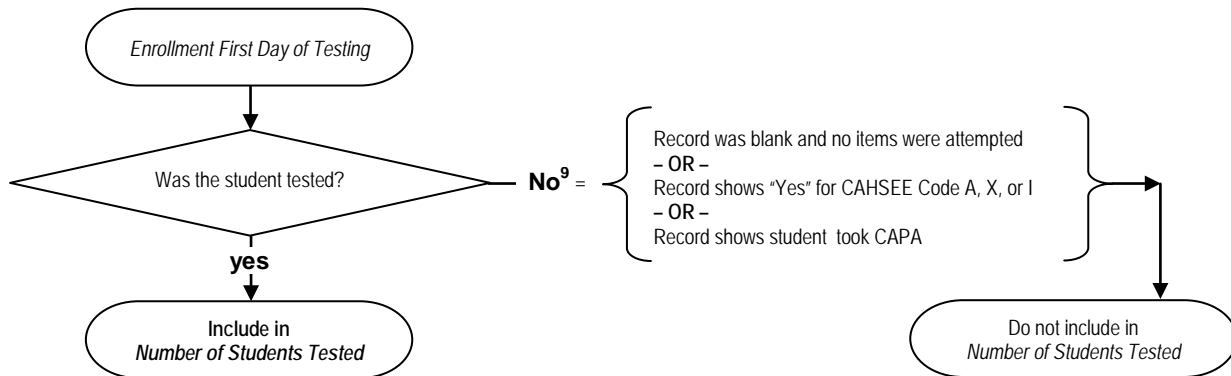 Enrollment First Day of Testing
Was the student tested?
No9 =
Record was blank and no items were attempted
– OR –
Record shows “Yes” for CAHSEE Code A, X, or I
– OR –
Record shows student took CAPA
yes
Include in
Number of Students Tested
Do not include in
Number of Students Tested